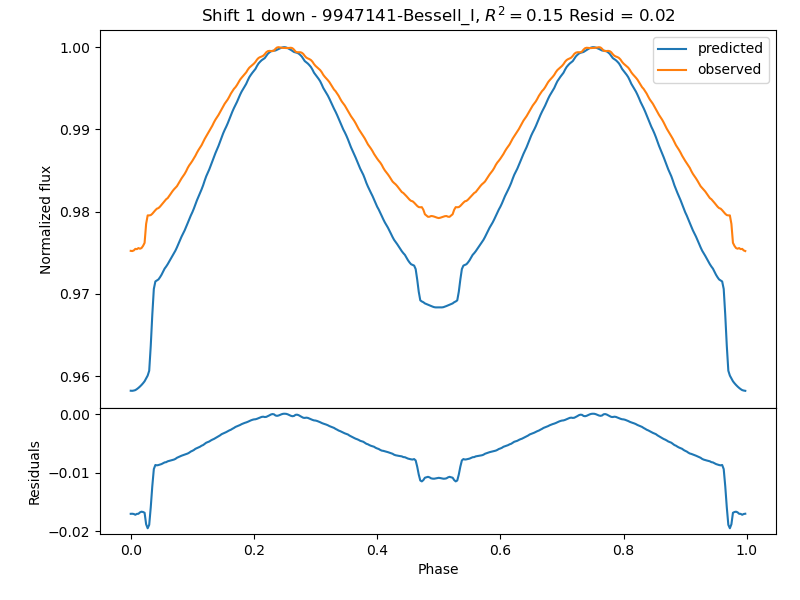 Shift 1 down - 9947141-Bessell_I, R² = 0.15 Resid = 0.02
predicted
observed
Normalized flux
1.00
0.99
0.98
0.97
0.96
Residuals
0.00
−0.01
−0.02
0.0 0.2 0.4 0.6 0.8 1.0
Phase